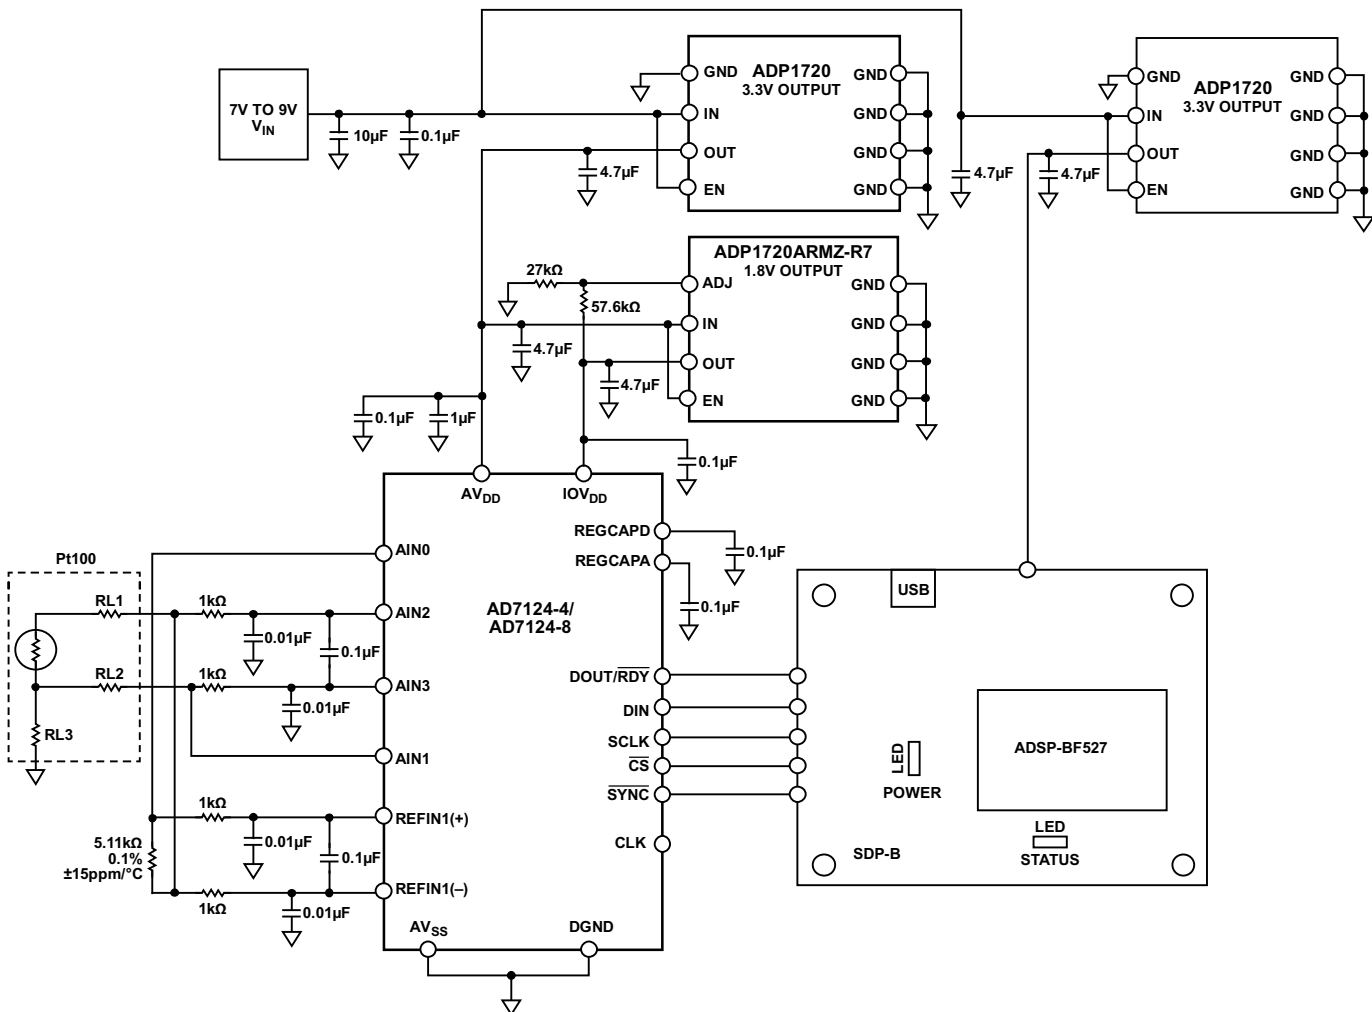 7V TO 9V
VIN
10µF
0.1µF
ADP1720
3.3V OUTPUT
GND
IN
OUT
EN
GND
GND
GND
GND
4.7µF
ADP1720
3.3V OUTPUT
GND
IN
OUT
EN
GND
GND
GND
GND
4.7µF
4.7µF
ADP1720ARMZ-R7
1.8V OUTPUT
ADJ
IN
OUT
EN
GND
GND
GND
GND
27kΩ
57.6kΩ
4.7µF
4.7µF
0.1µF
1µF
0.1µF
AVDD
IOVDD
REGCAPD
REGCAPA
0.1µF
0.1µF
AD7124-4/
AD7124-8
Pt100
RL1
RL2
RL3
1kΩ
0.01µF
0.1µF
1kΩ
0.01µF
AIN0
AIN2
AIN3
AIN1
REFIN1(+)
REFIN1(–)
5.11kΩ
0.1%
±15ppm/°C
1kΩ
0.01µF
0.1µF
1kΩ
0.01µF
DOUT/RDY
DIN
SCLK
CS
SYNC
CLK
AVSS
DGND
USB
ADSP-BF527
LED
POWER
LED
STATUS
SDP-B